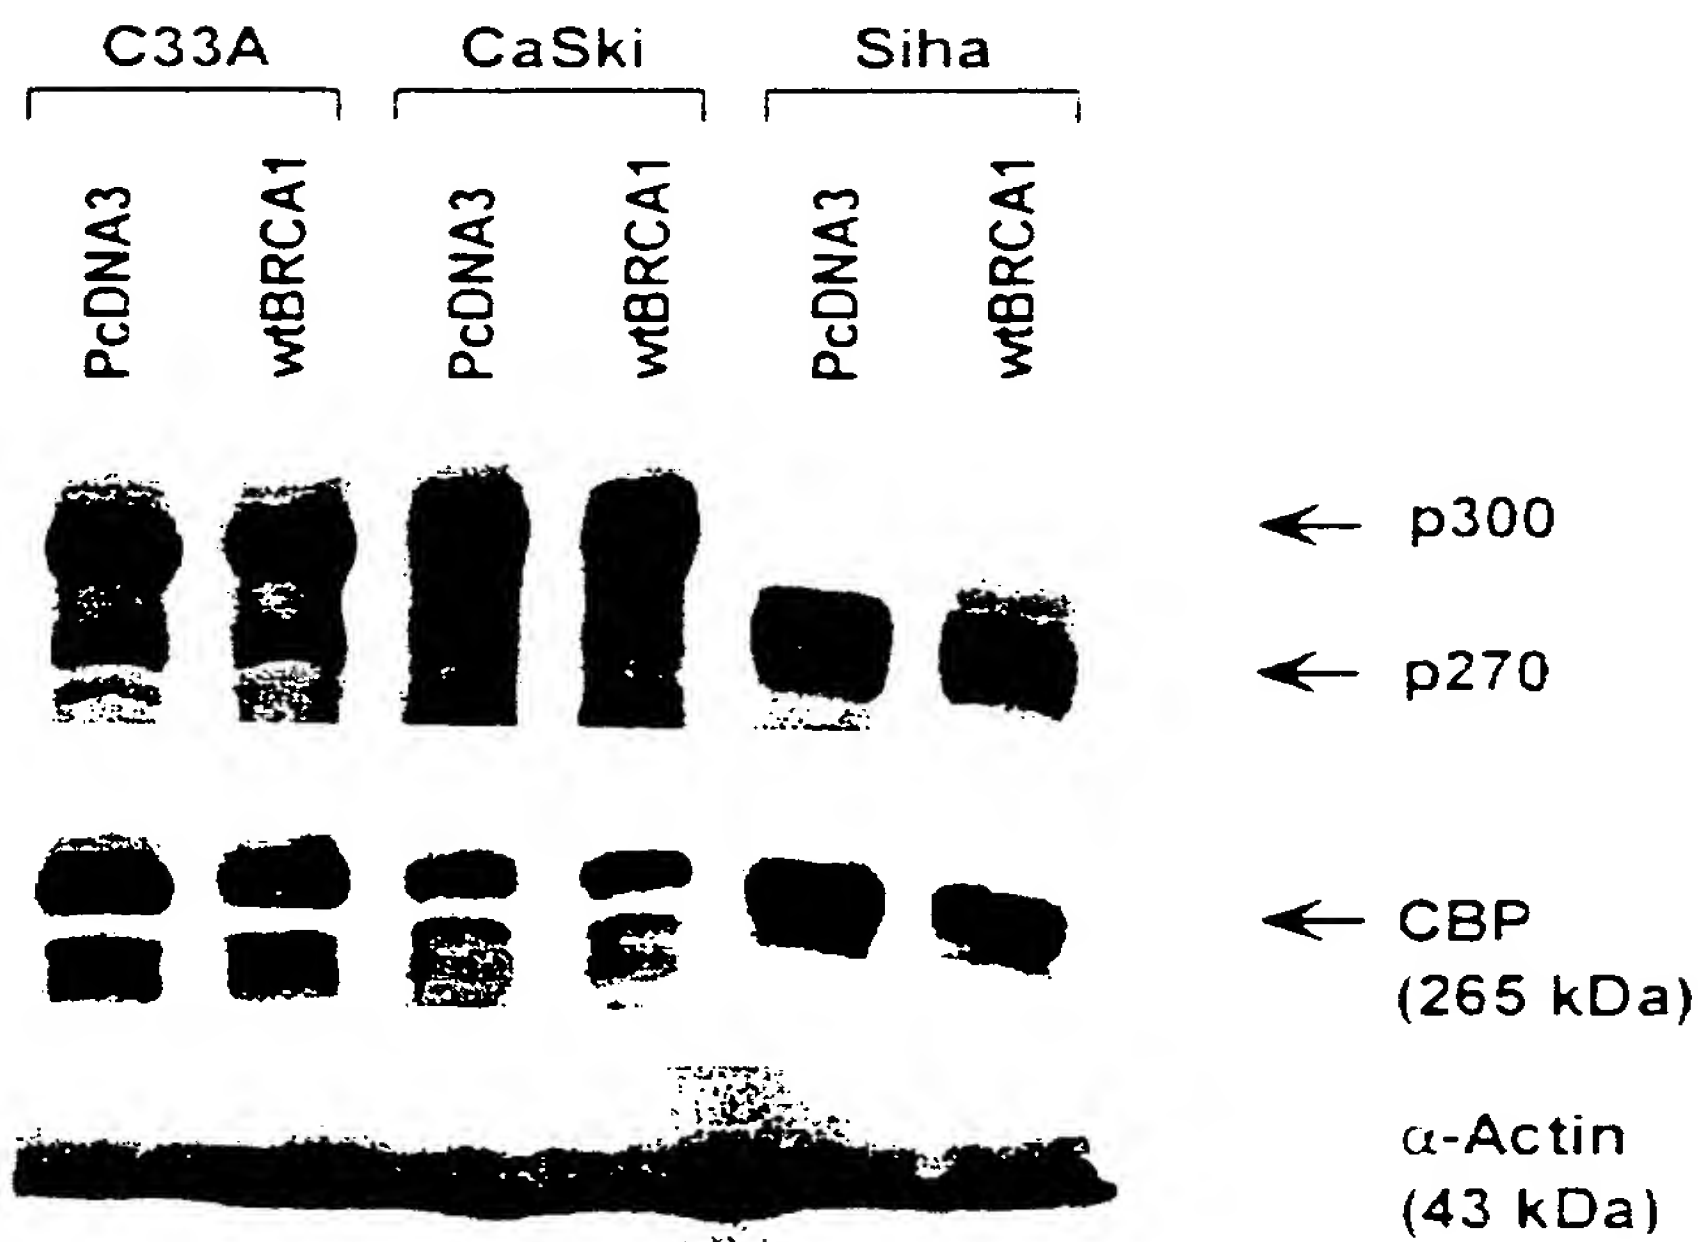 C33A CaSki Siha
PcDNA3 wtBRCA1 PcDNA3 wtBRCA1 PcDNA3 wtBRCA1
p300
p270
CBP
(265 kDa)
α-Actin
(43 kDa)